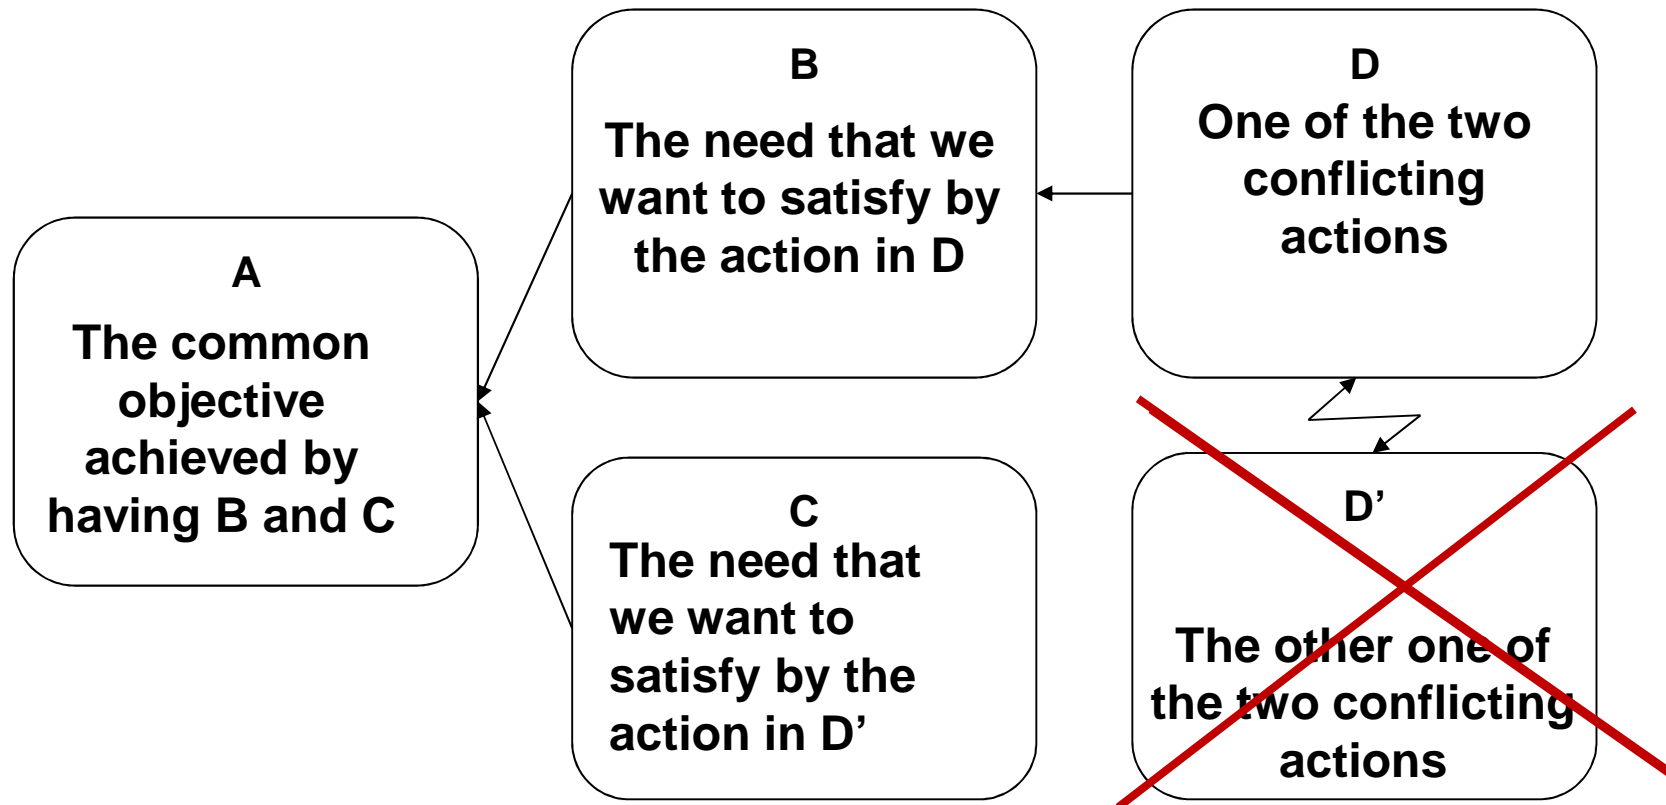 A
The common
objective
achieved by
having B and C
B
The need that we
want to satisfy by
the action in D
C
The need that
we want to
satisfy by the
action in D’
D
One of the two
conflicting
actions
D’
The other one of
the two conflicting
actions